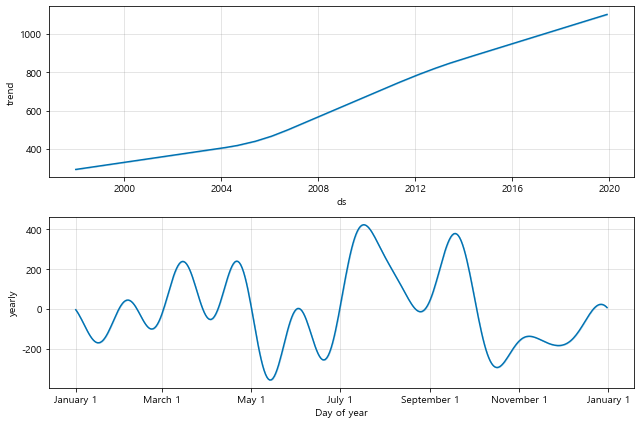 1000
800
600
400
trend
2000 2004 2008 2012 2016 2020
ds
400
200
0
-200
yearly
January 1 March 1 May 1 July 1 September 1 November 1 January 1
Day of year